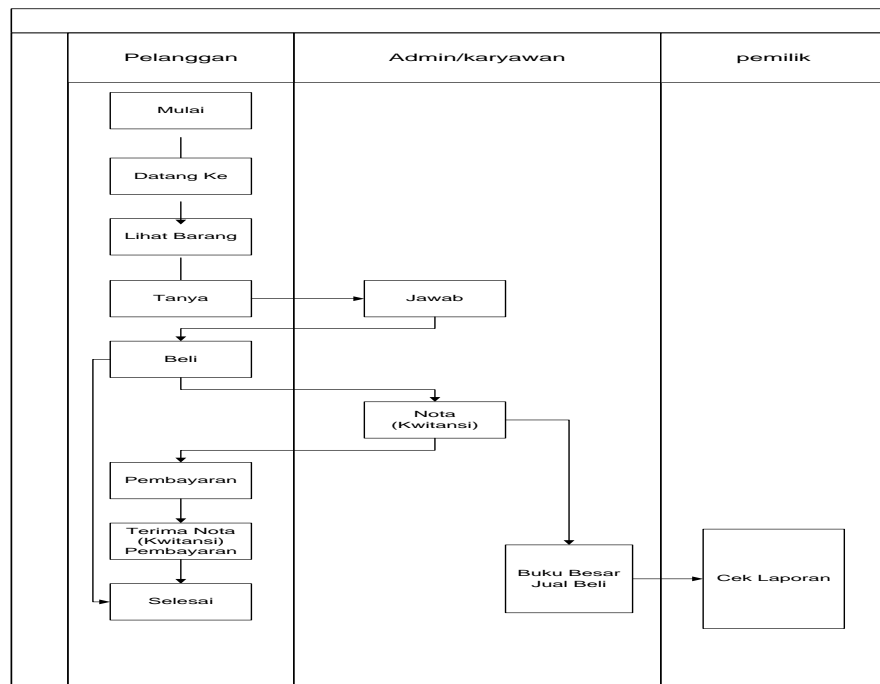 Pelanggan
Admin/karyawan
pemilik
Mulai
Datang Ke
Lihat Barang
Tanya
Jawab
Beli
Nota
(Kwitansi)
Pembayaran
Terima Nota
(Kwitansi)
Pembayaran
Buku Besar
Jual Beli
Cek Laporan
Selesai